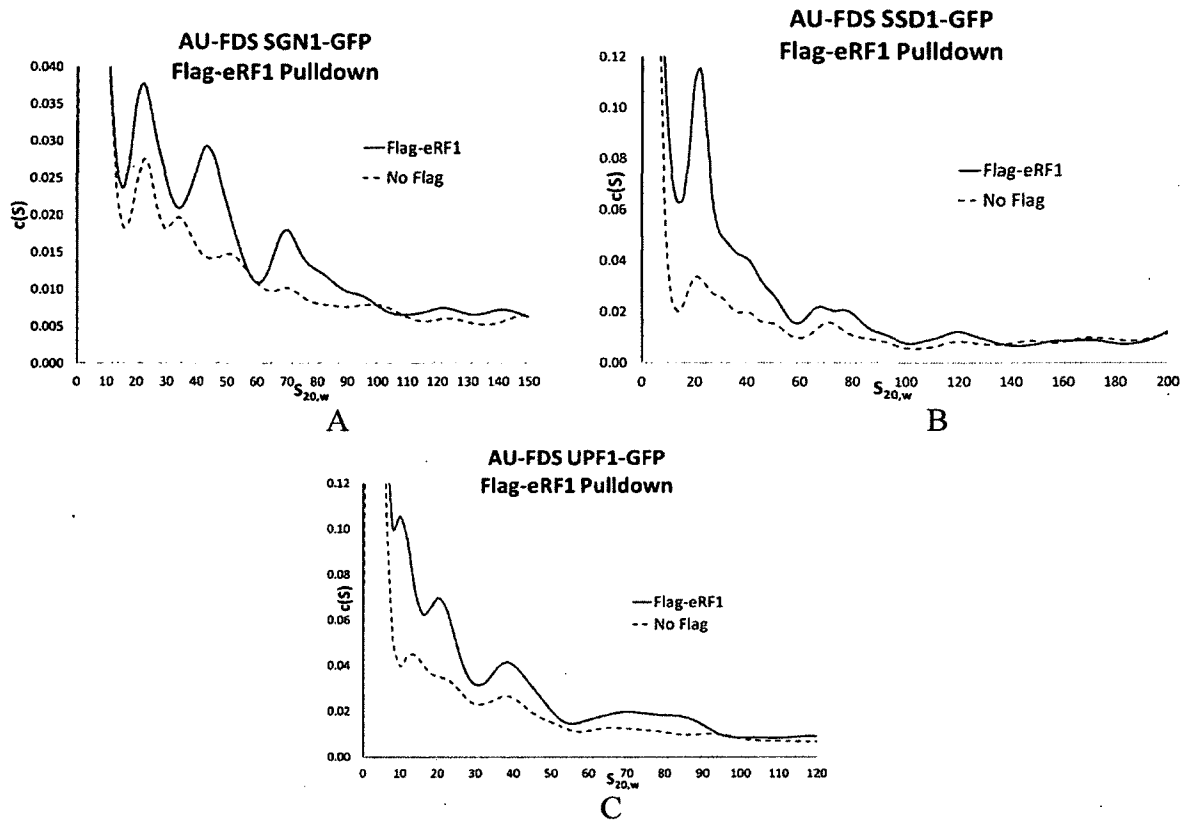 AU-FDS SGN1-GFP
Flag-eRF1 Pulldown
0.040
0.035
0.030
0.025
0.020
0.015
0.010
0.005
0.000
c(S)
Flag-eRF1
No Flag
0 10 20 30 40 50 60 70 80 90 100 110 120 130 140 150
S20,w
A
AU-FDS SSD1-GFP
Flag-eRF1 Pulldown
0.12
0.10
0.08
0.06
0.04
0.02
0.00
c(S)
Flag-eRF1
No Flag
0 20 40 60 80 100 120 140 160 180 200
S20,w
B
AU-FDS UPF1-GFP
Flag-eRF1 Pulldown
0.12
0.10
0.08
0.06
0.04
0.02
0.00
c(S)
Flag-eRF1
No Flag
0 10 20 30 40 50 60 70 80 90 100 110 120
S20,w
C